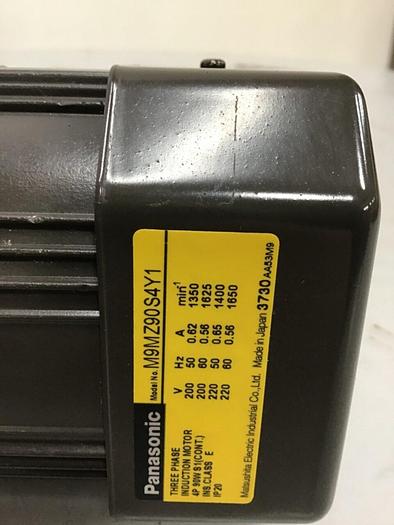 Panasonic Model No. M9MZ90S4Y1
THREE PHASE
INDUCTION MOTOR
4P 90W S1(CONT.)
INS.CLASS E
IP20
V Hz A min-1
200 50 0.62 1350
200 60 0.56 1625
220 50 0.65 1400
220 60 0.56 1650
Matsushita Electric Industrial Co.,Ltd. Made in Japan 3730 AA53M9